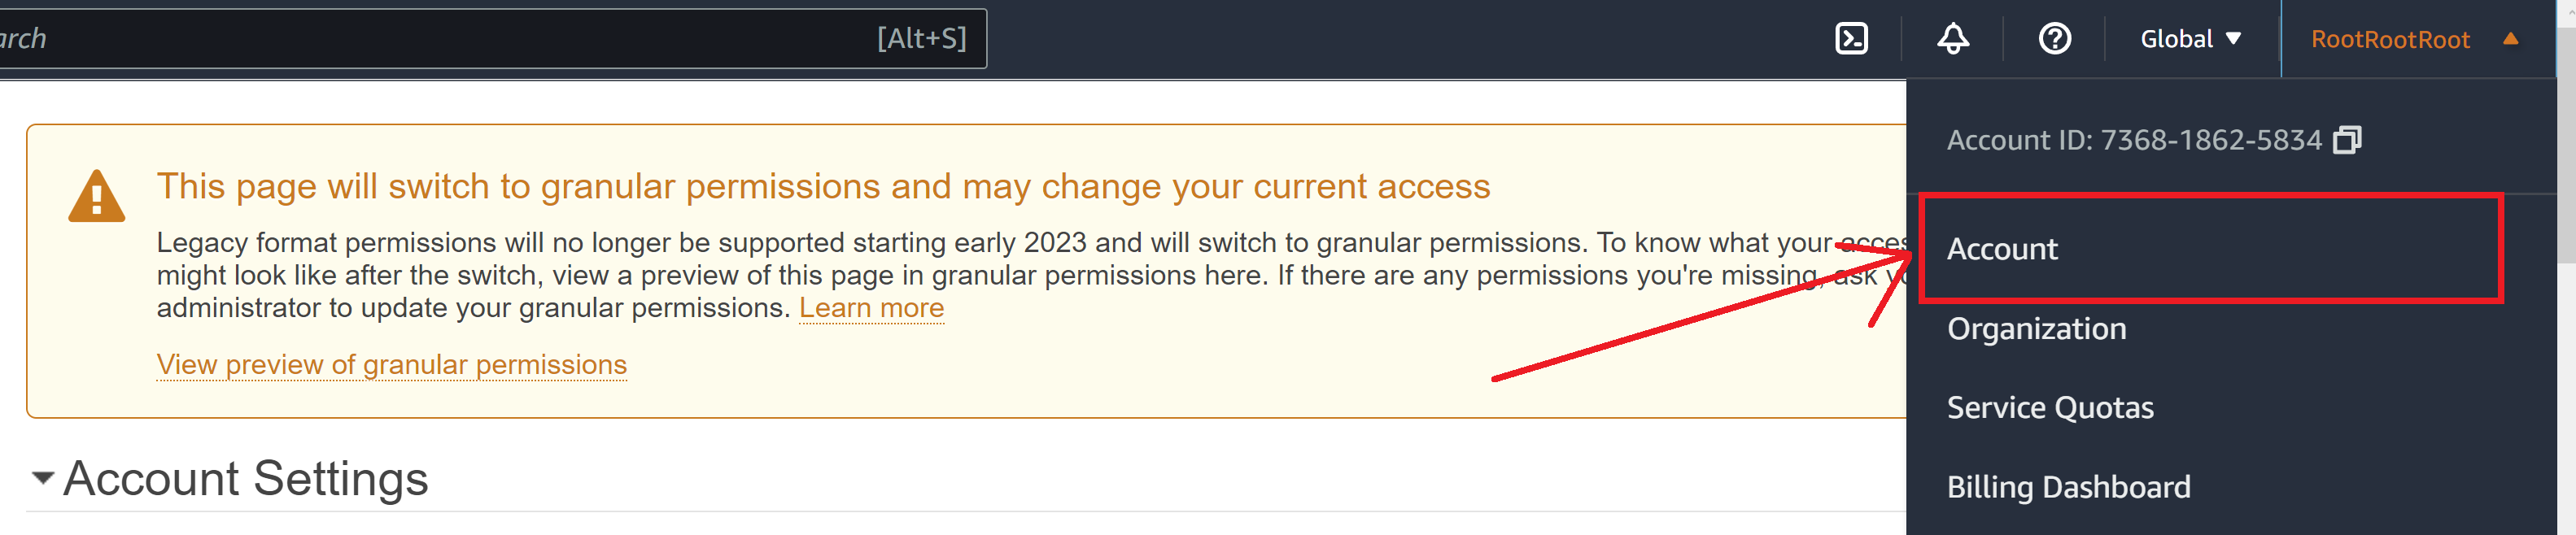 arch [Alt+S] Global RootRootRoot
Account ID: 7368-1862-5834
This page will switch to granular permissions and may change your current access
Legacy format permissions will no longer be supported starting early 2023 and will switch to granular permissions. To know what your acces
might look like after the switch, view a preview of this page in granular permissions here. If there are any permissions you're missing, ask yo
administrator to update your granular permissions. Learn more
View preview of granular permissions
Account Settings
Account
Organization
Service Quotas
Billing Dashboard